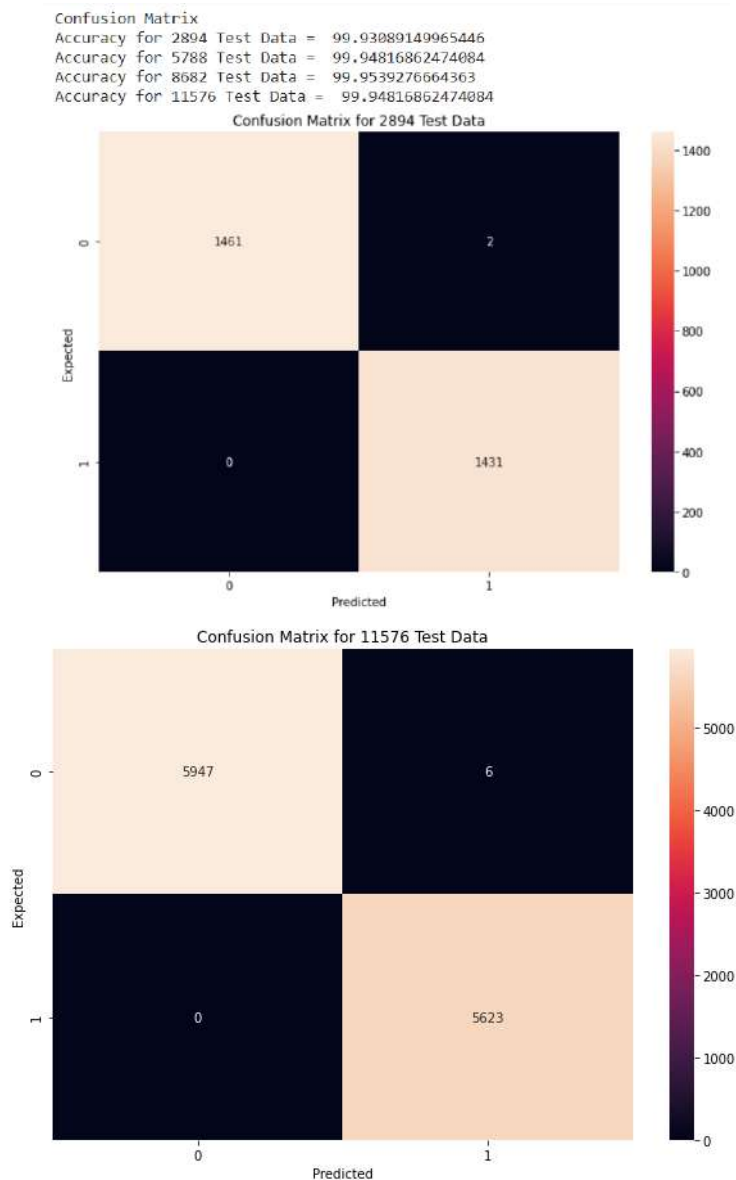 Confusion Matrix
Accuracy for 2894 Test Data =  99.93089149965446
Accuracy for 5788 Test Data =  99.94816862474084
Accuracy for 8682 Test Data =  99.9539276664363
Accuracy for 11576 Test Data =  99.94816862474084
Confusion Matrix for 2894 Test Data
1400
1200
1000
800
600
400
200
0
0
1461
2
Expected
1
0
1431
0
1
Predicted
Confusion Matrix for 11576 Test Data
5000
4000
3000
2000
1000
0
0
5947
6
Expected
1
0
5623
0
1
Predicted